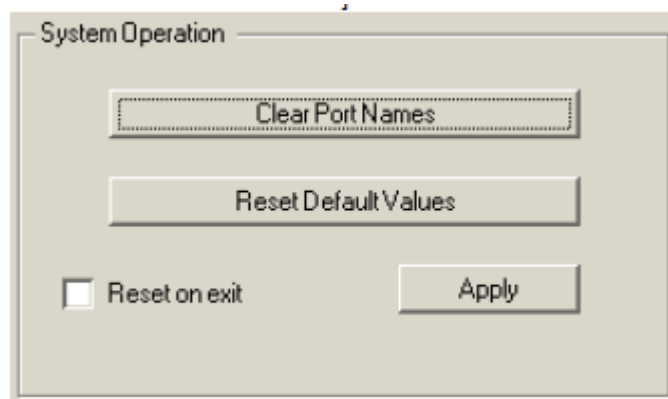 System Operation
Clear Port Names
Reset Default Values
Reset on exit
Apply